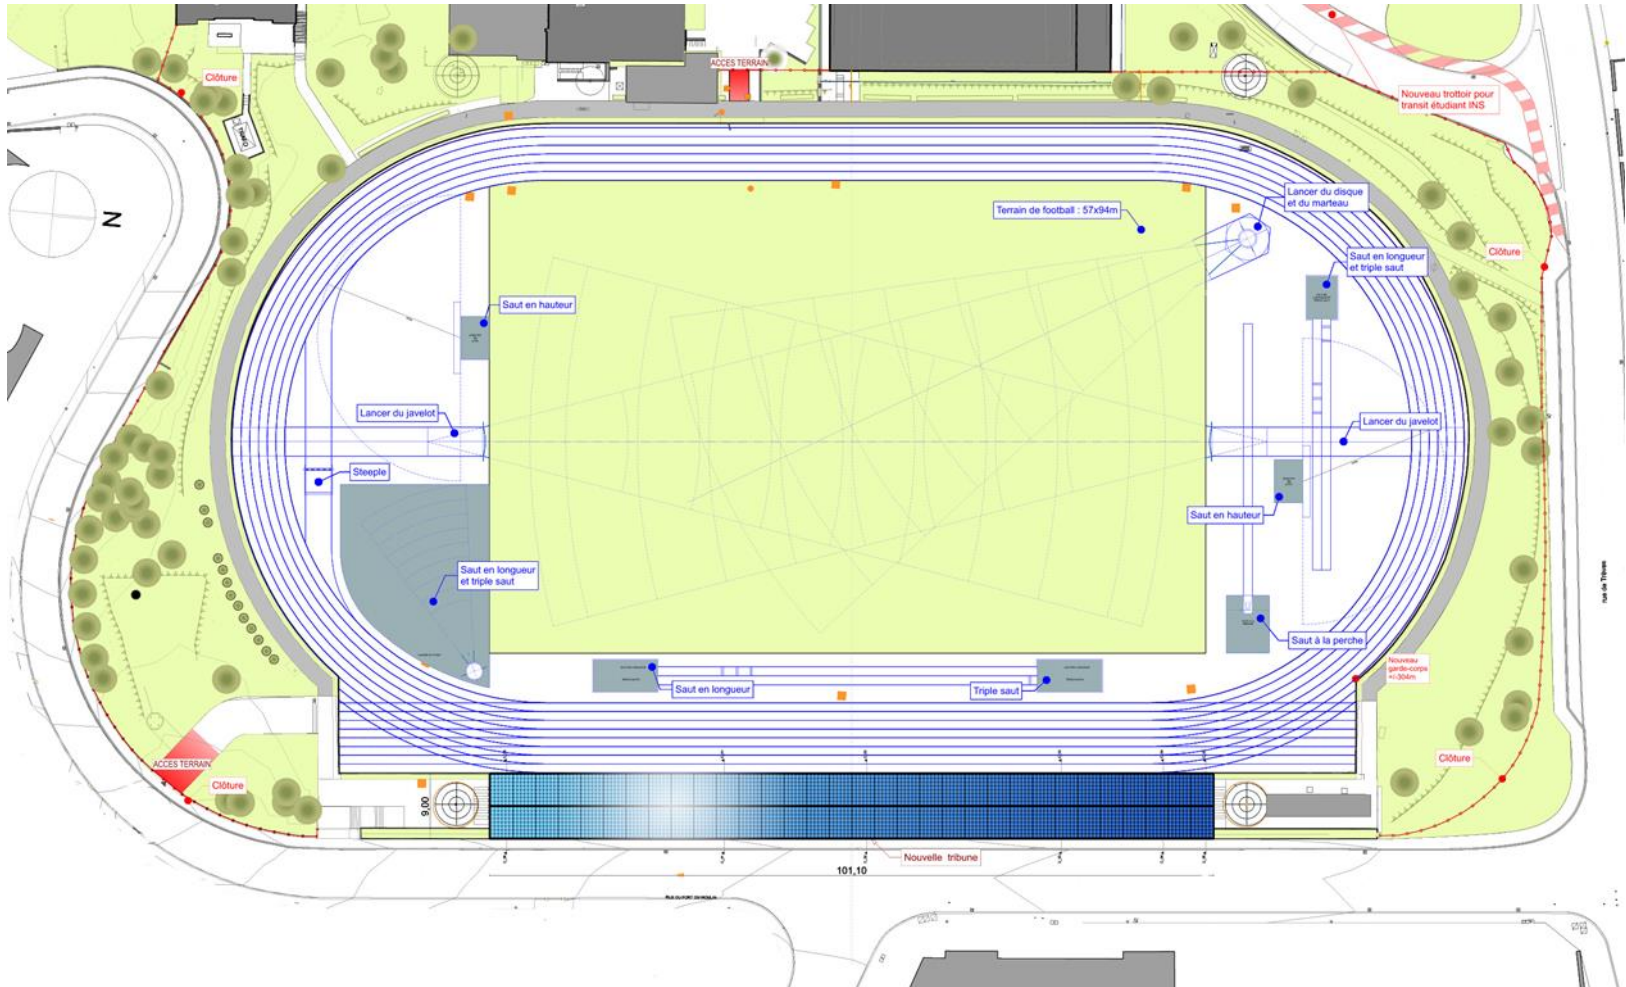 ACCES TERRAIN
Clôture
Nouveau trottoir pour
transit étudiant INS
TRAFO
N
Lancer du disque
et du marteau
Terrain de football : 57x94m
Clôture
Saut en longueur
et triple saut
Saut en hauteur
Lancer du javelot
Lancer du javelot
Steeple
Saut en hauteur
Saut en longueur
et triple saut
rue de Trèves
Saut à la perche
Nouveau
garde-corps
+/-304m
Saut en longueur
Triple saut
ACCES TERRAIN
Clôture
Clôture
9,00
Nouvelle tribune
101,10